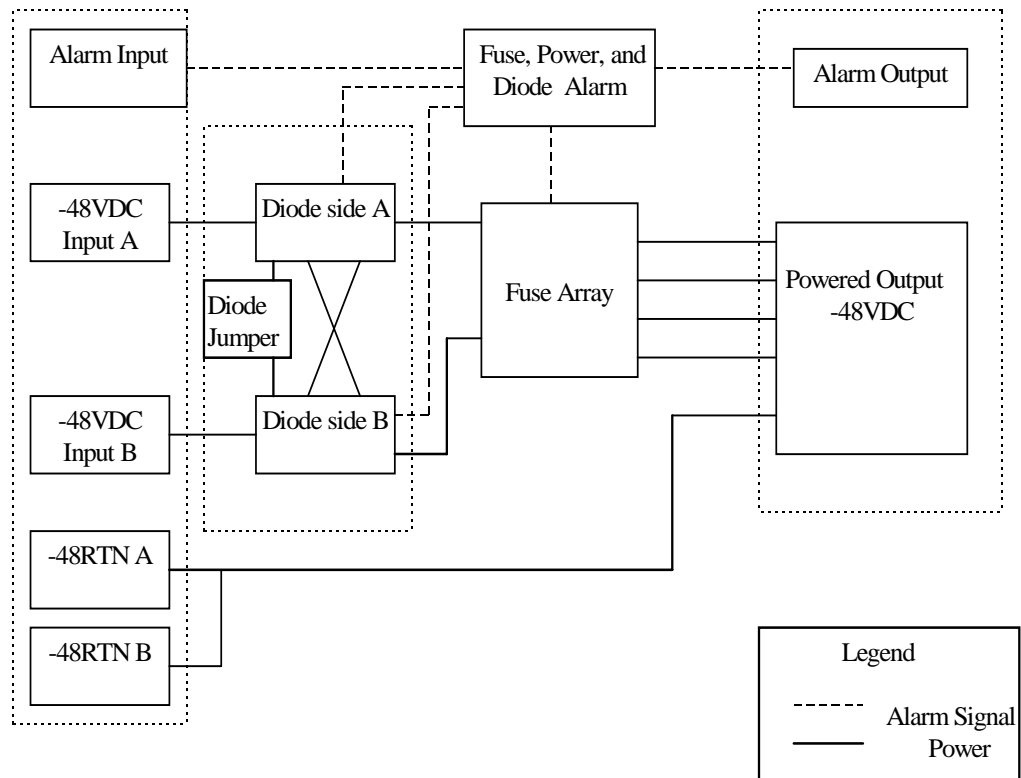 Alarm Input
Fuse, Power, and
Diode Alarm
Alarm Output
-48VDC
Input A
Diode side A
Fuse Array
Powered Output
-48VDC
Diode
Jumper
-48VDC
Input B
Diode side B
-48RTN A
-48RTN B
Legend
Alarm Signal
Power